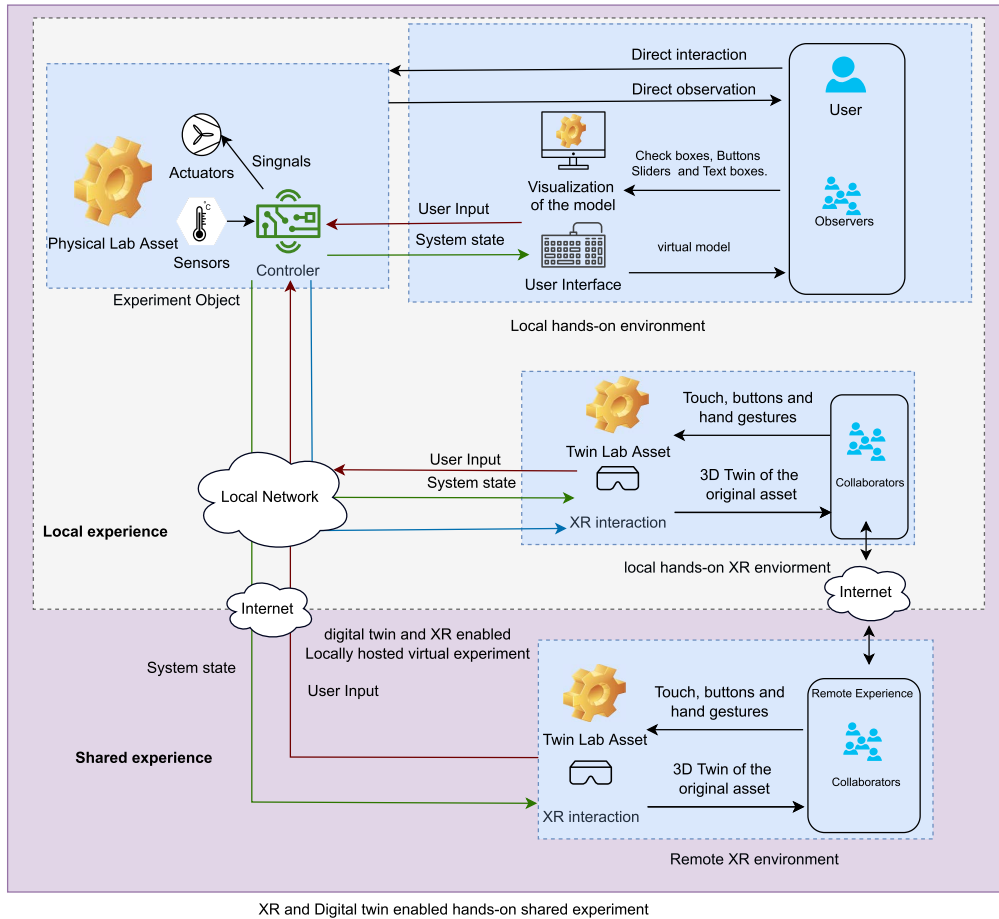 Direct interaction
Direct observation
User
Actuators
Singnals
°C
Physical Lab Asset
Sensors
Controler
Experiment Object
Visualization
of the model
Check boxes, Buttons
Sliders and Text boxes.
Observers
User Input
System state
virtual model
User Interface
Local hands-on environment
Touch, buttons and
hand gestures
Twin Lab Asset
User Input
System state
3D Twin of the
original asset
Collaborators
XR interaction
Local Network
Local experience
local hands-on XR enviorment
Internet
Internet
digital twin and XR enabled
Locally hosted virtual experiment
System state
User Input
Remote Experience
Touch, buttons and
hand gestures
Twin Lab Asset
3D Twin of the
original asset
Collaborators
XR interaction
Shared experience
Remote XR environment
XR and Digital twin enabled hands-on shared experiment